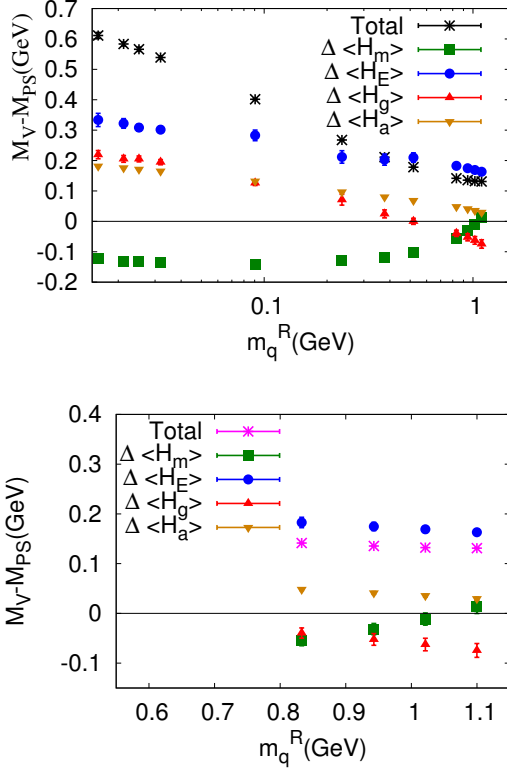 M_V-M_PS(GeV)
0.7
0.6
0.5
0.4
0.3
0.2
0.1
0
-0.1
-0.2
Total
Δ <H_m>
Δ <H_E>
Δ <H_g>
Δ <H_a>
0.1
1
m_q^R(GeV)
M_V-M_PS(GeV)
0.4
0.3
0.2
0.1
0
-0.1
Total
Δ <H_m>
Δ <H_E>
Δ <H_g>
Δ <H_a>
0.6 0.7 0.8 0.9 1 1.1
m_q^R(GeV)